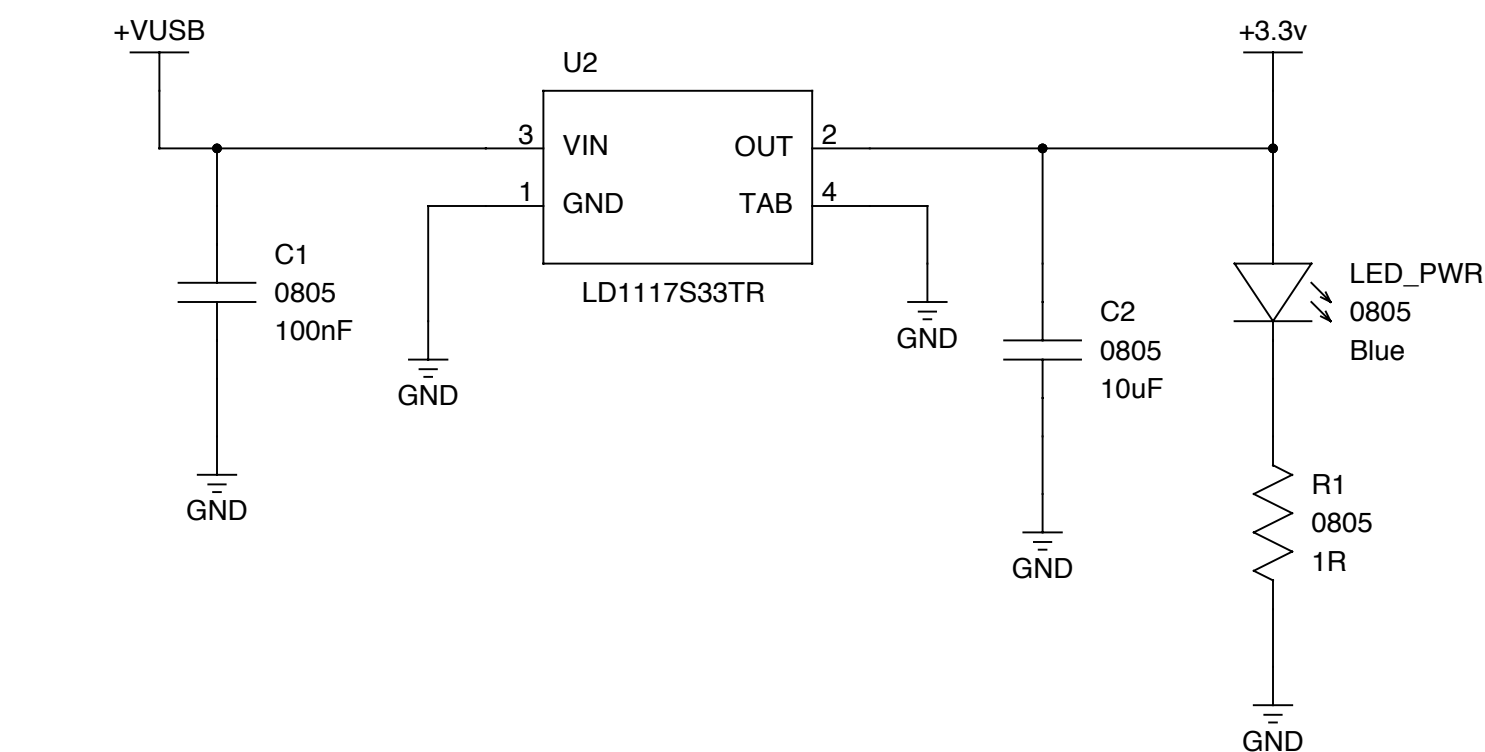 +VUSB
+3.3v
U2
3
VIN
OUT
2
1
GND
TAB
4
LD1117S33TR
C1
0805
100nF
GND
GND
GND
C2
0805
10uF
GND
LED_PWR
0805
Blue
R1
0805
1R
GND